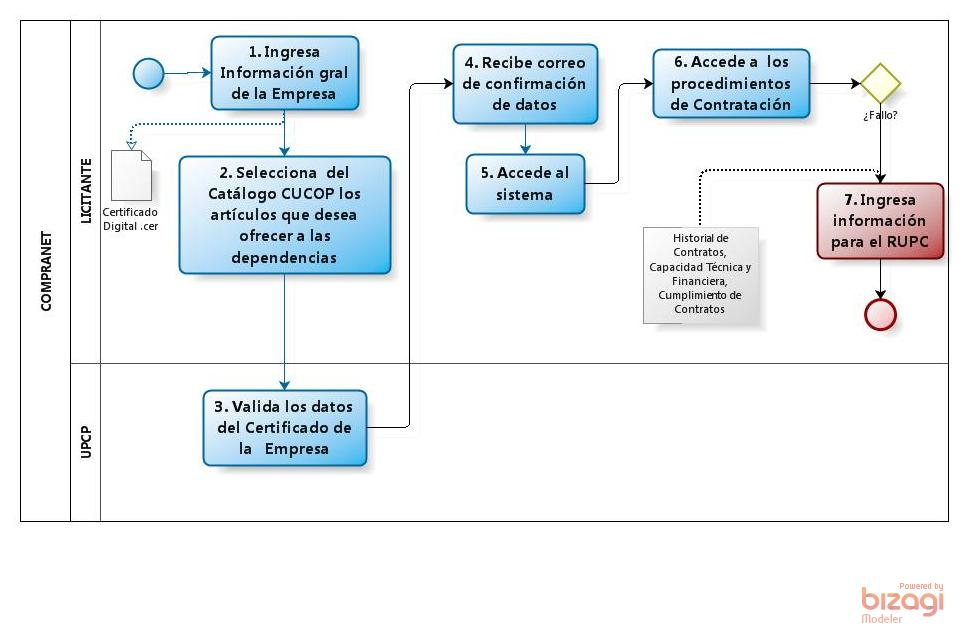 COMPRANET
LICITANTE
1. Ingresa
Información gral
de la Empresa
Certificado
Digital .cer
2. Selecciona del
Catálogo CUCOP los
artículos que desea
ofrecer a las
dependencias
4. Recibe correo
de confirmación
de datos
5. Accede al
sistema
6. Accede a los
procedimientos
de Contratación
¿Fallo?
7. Ingresa
información
para el RUPC
Historial de
Contratos,
Capacidad Técnica y
Financiera,
Cumplimiento de
Contratos
UPCP
3. Valida los datos
del Certificado de
la Empresa
Powered by
bizagi
Modeler